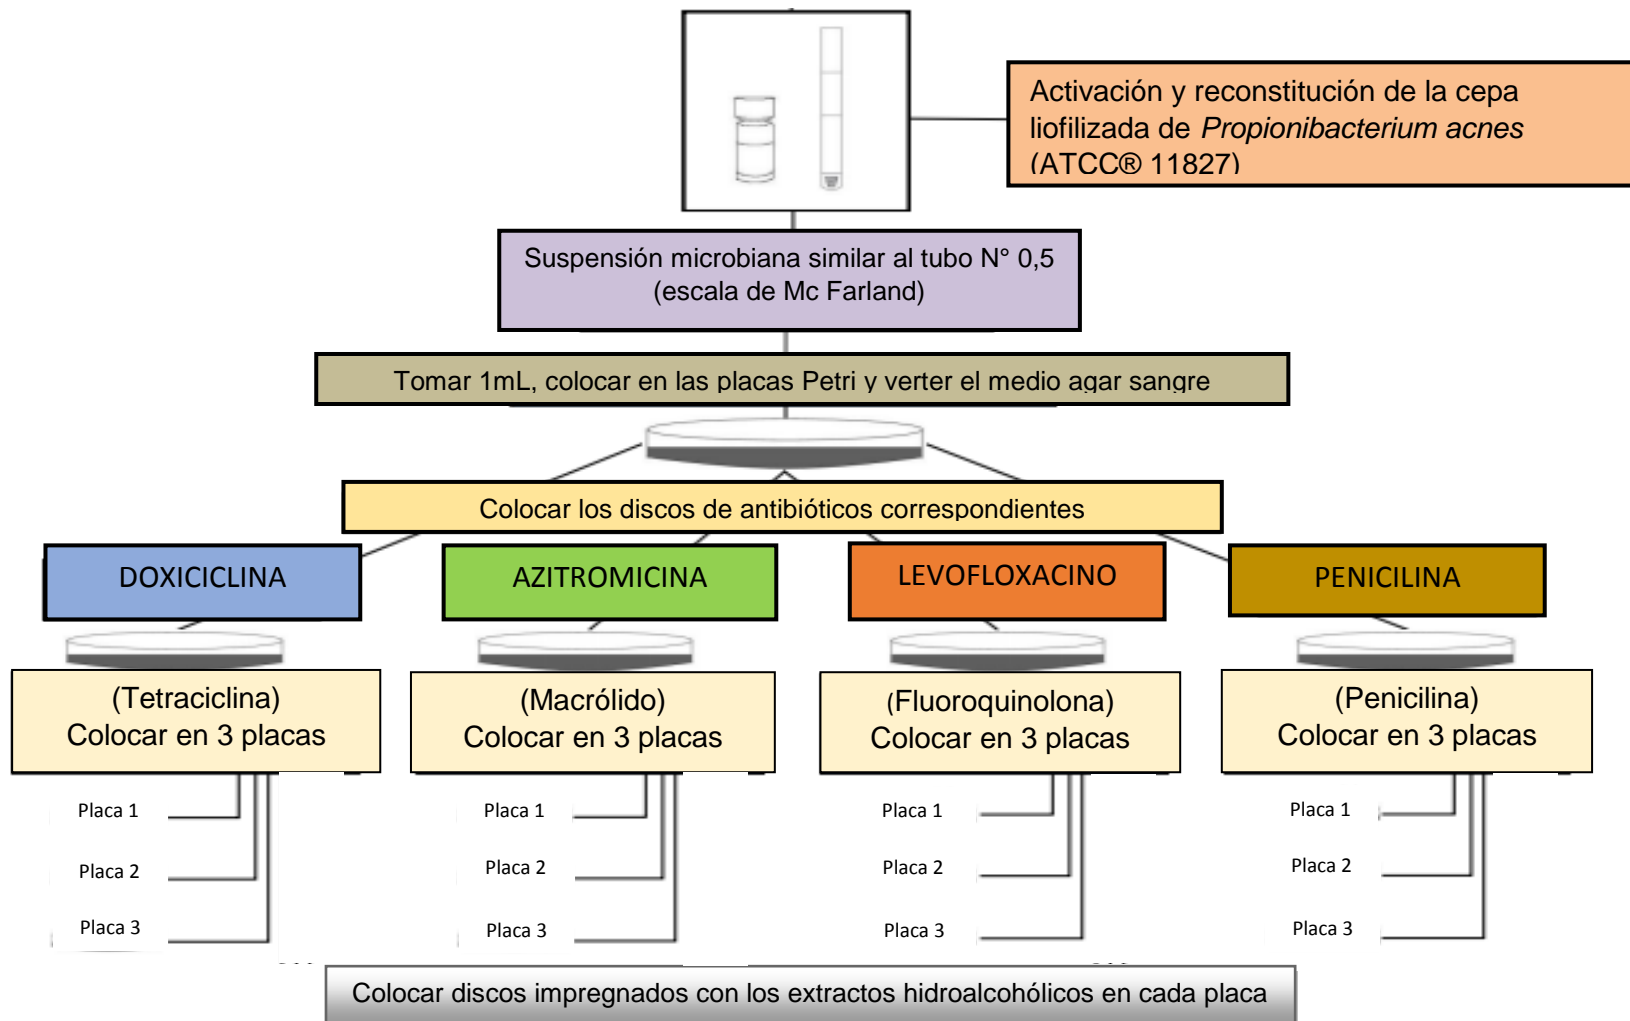 Activación y reconstitución de la cepa
liofilizada de Propionibacterium acnes
(ATCC® 11827)
Suspensión microbiana similar al tubo N° 0,5
(escala de Mc Farland)
Tomar 1mL, colocar en las placas Petri y verter el medio agar sangre
Colocar los discos de antibióticos correspondientes
DOXICICLINA
AZITROMICINA
LEVOFLOXACINO
PENICILINA
(Tetraciclina)
Colocar en 3 placas
(Macrólido)
Colocar en 3 placas
(Fluoroquinolona)
Colocar en 3 placas
(Penicilina)
Colocar en 3 placas
Placa 1
Placa 2
Placa 3
Placa 1
Placa 2
Placa 3
Placa 1
Placa 2
Placa 3
Placa 1
Placa 2
Placa 3
Colocar discos impregnados con los extractos hidroalcohólicos en cada placa